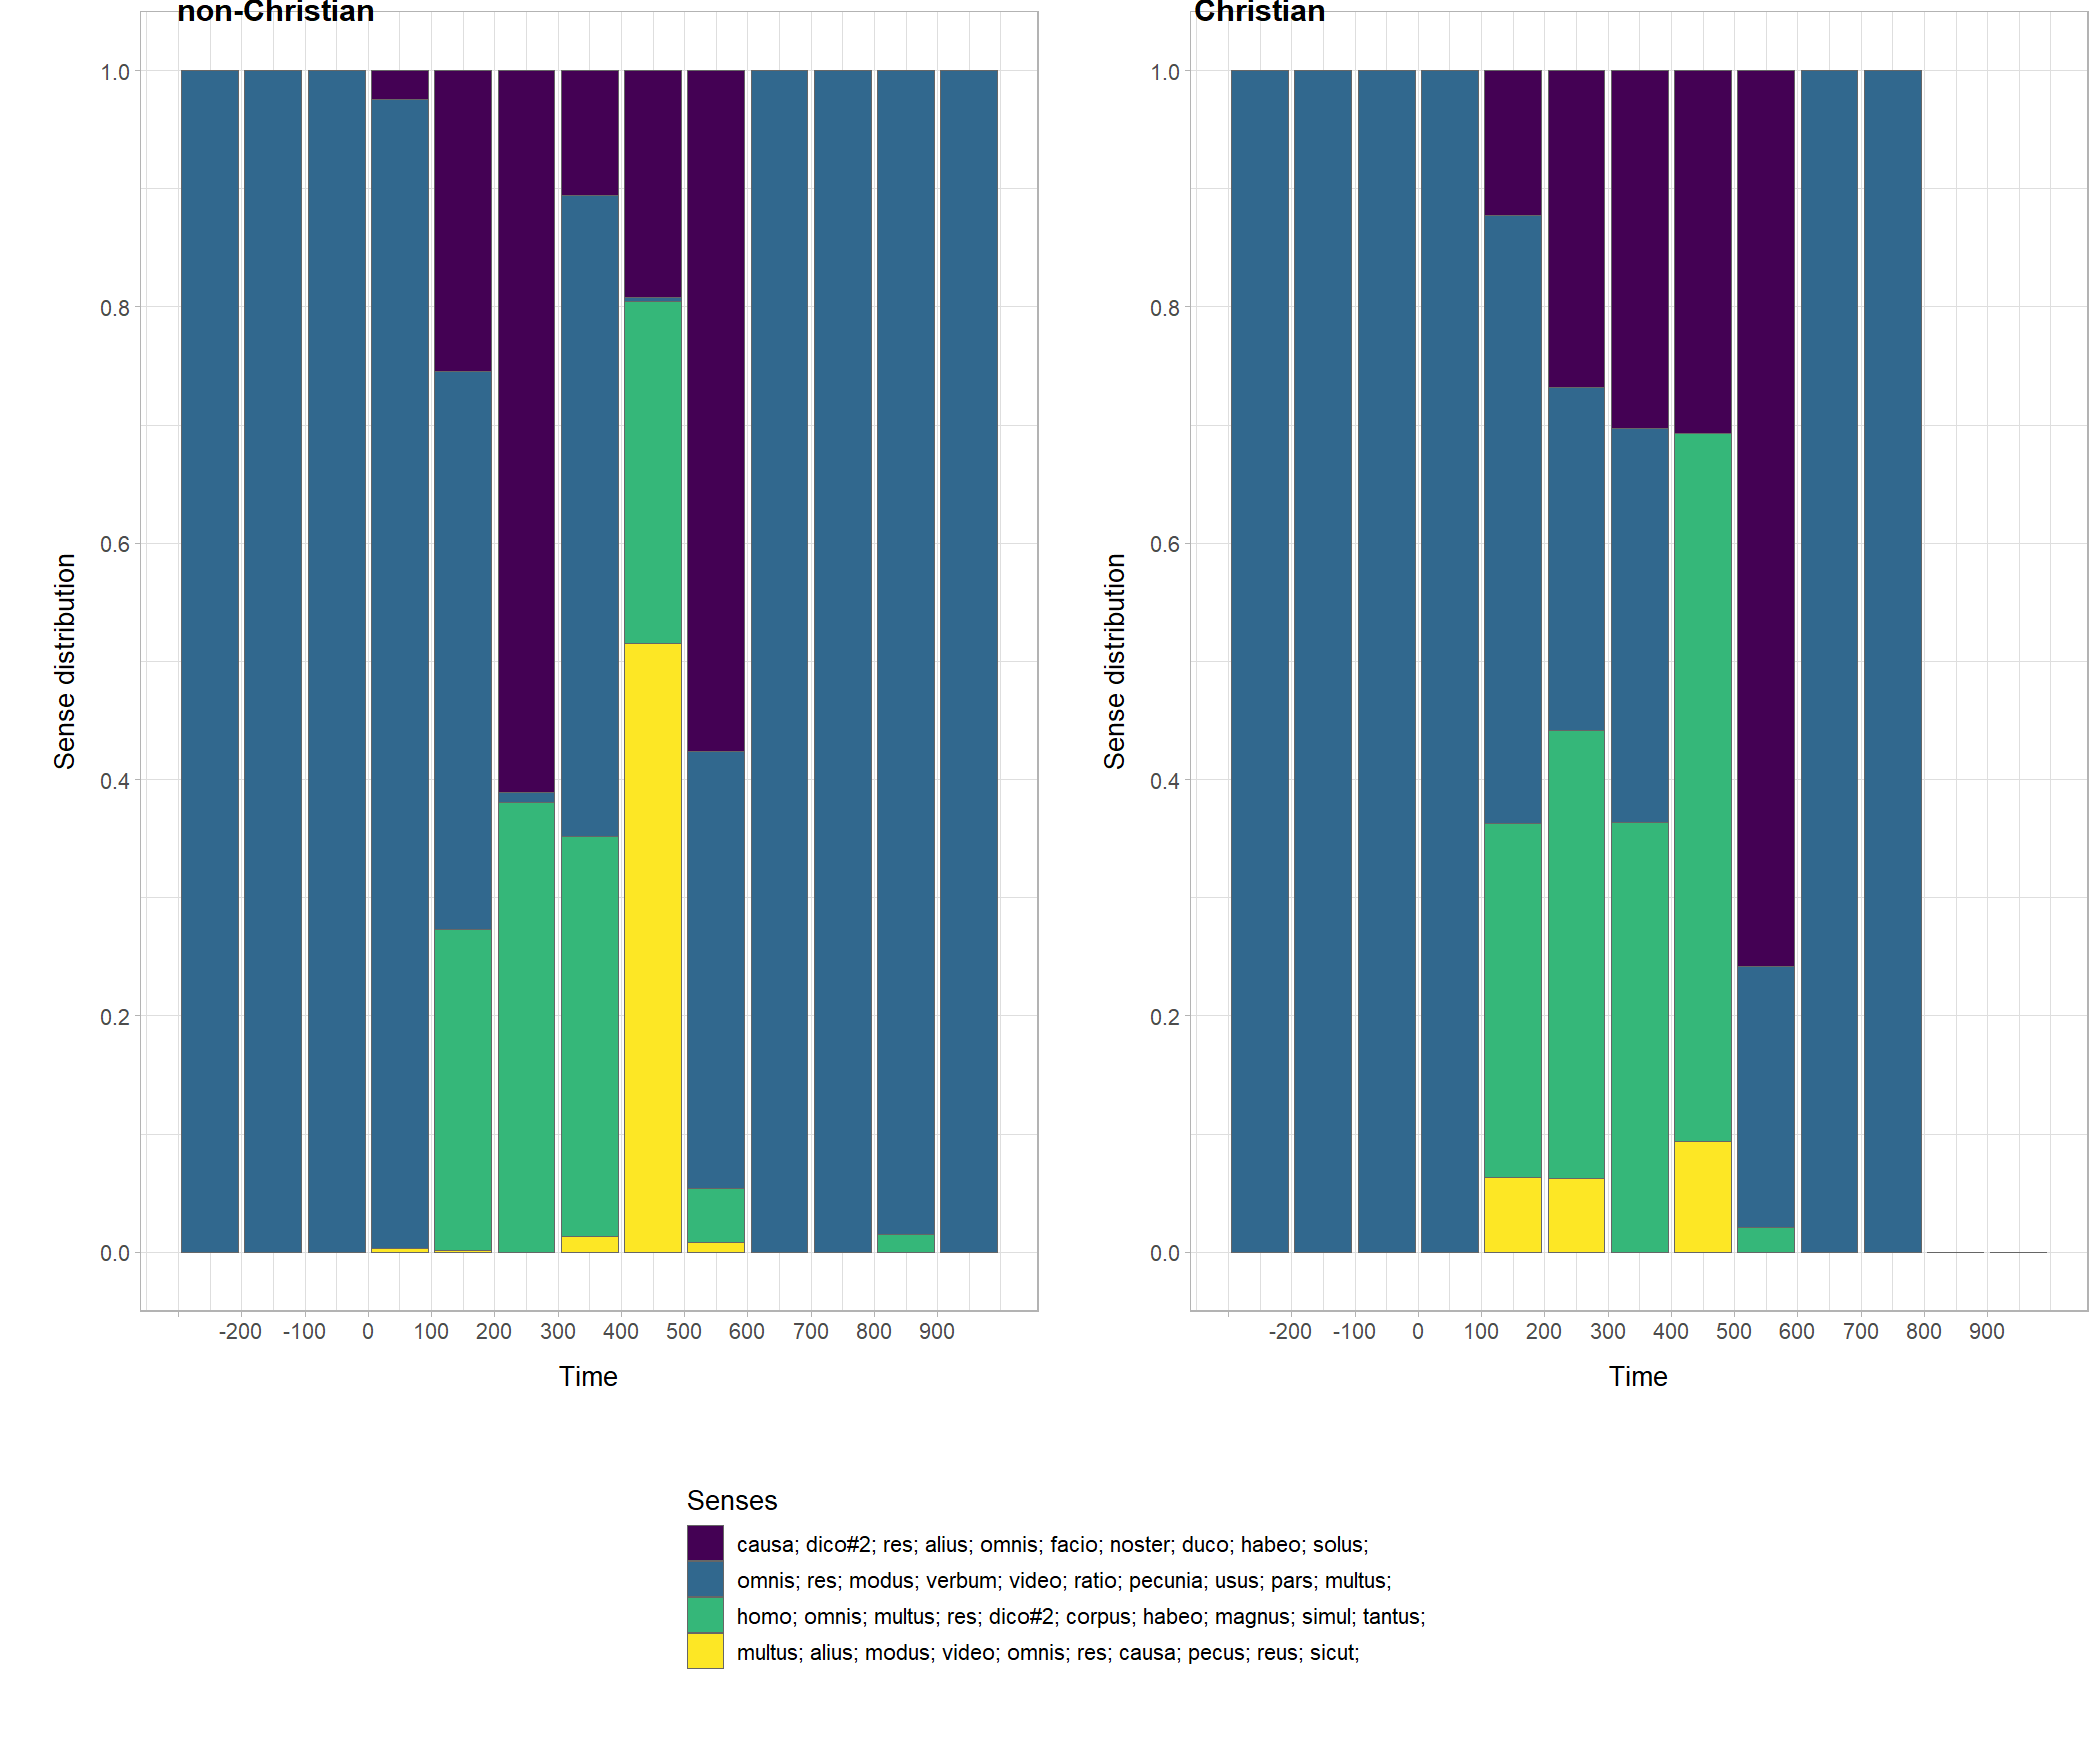 non-Christian
Christian
1.0
0.8
0.6
0.4
0.2
0.0
Sense distribution
-200 -100 0 100 200 300 400 500 600 700 800 900
Time
1.0
0.8
0.6
0.4
0.2
0.0
Sense distribution
-200 -100 0 100 200 300 400 500 600 700 800 900
Time
Senses
causa; dico#2; res; alius; omnis; facio; noster; duco; habeo; solus;
omnis; res; modus; verbum; video; ratio; pecunia; usus; pars; multus;
homo; omnis; multus; res; dico#2; corpus; habeo; magnus; simul; tantus;
multus; alius; modus; video; omnis; res; causa; pecus; reus; sicut;